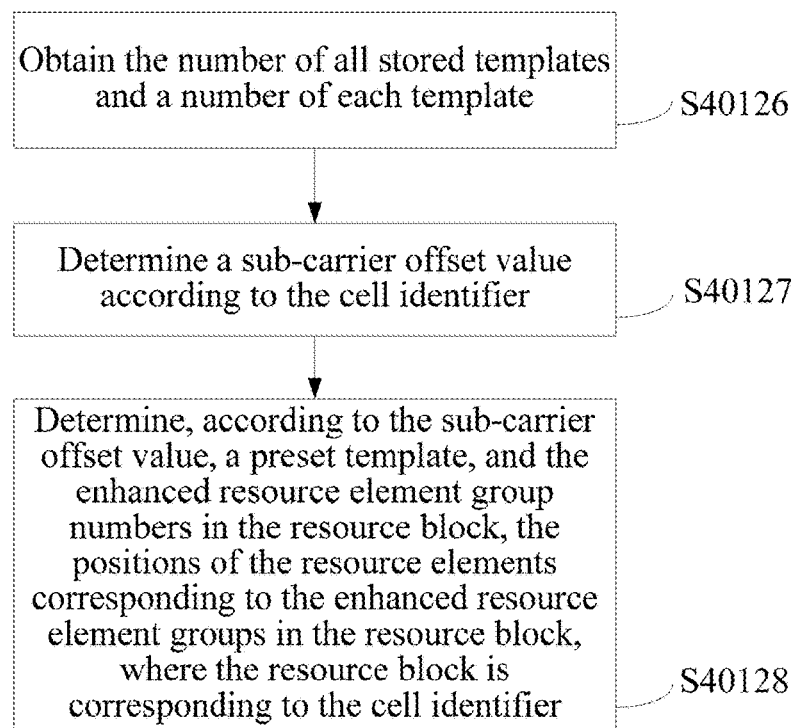 Obtain the number of all stored templates
and a number of each template
S40126
Determine a sub-carrier offset value
according to the cell identifier
S40127
Determine, according to the sub-carrier
offset value, a preset template, and the
enhanced resource element group
numbers in the resource block, the
positions of the resource elements
corresponding to the enhanced resource
element groups in the resource block,
where the resource block is
corresponding to the cell identifier
S40128